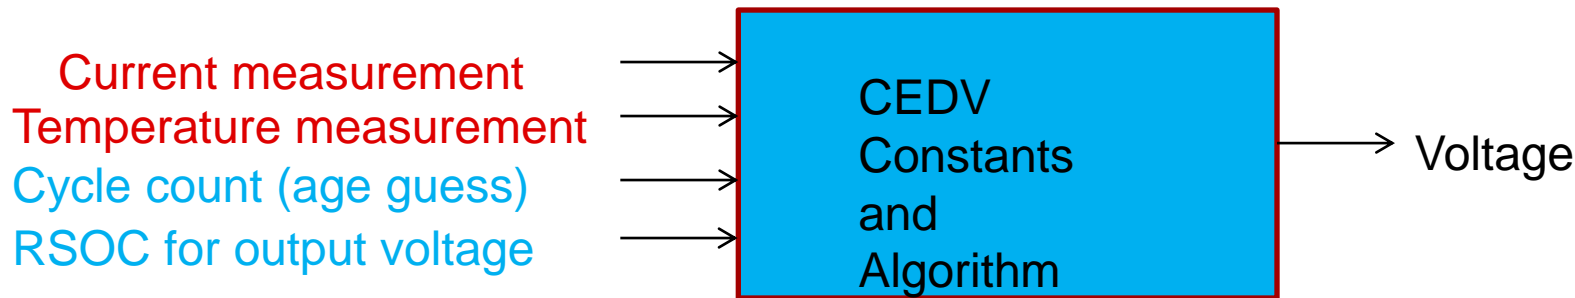 Current measurement
Temperature measurement
Cycle count (age guess)
RSOC for output voltage
CEDV
Constants
and
Algorithm
Voltage